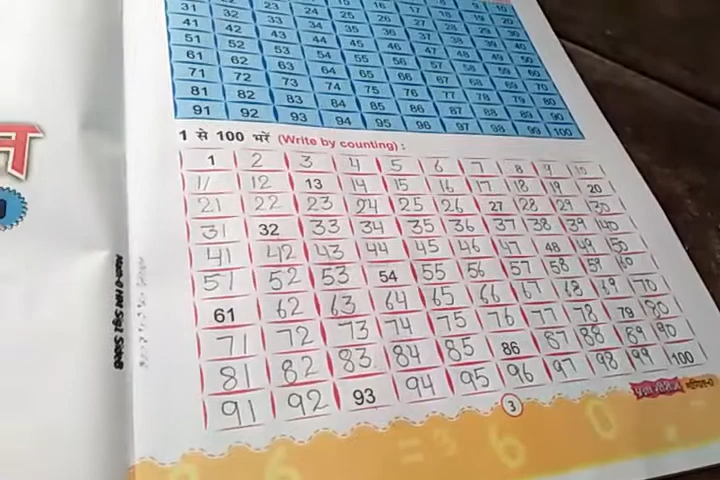 31 32 23 24 25 26 27 28 29 30
41 42 33 34 35 36 37 38 39 40
51 52 43 44 45 46 47 48 49 50
61 62 53 54 55 56 57 58 59 60
71 72 63 64 65 66 67 68 69 70
81 82 73 74 75 76 77 78 79 80
91 92 83 84 85 86 87 88 89 90
93 94 95 96 97 98 99 100
1 से 100 भरें (Write by counting) :
1 2 3 4 5 6 7 8 9 10
11 12 13 14 15 16 17 18 19 20
21 22 23 24 25 26 27 28 29 30
31 32 33 34 35 36 37 38 39 40
41 42 43 44 45 46 47 48 49 50
51 52 53 54 55 56 57 58 59 60
61 62 63 64 65 66 67 68 69 70
71 72 73 74 75 76 77 78 79 80
81 82 83 84 85 86 87 88 89 90
91 92 93 94 95 96 97 98 99 100
3